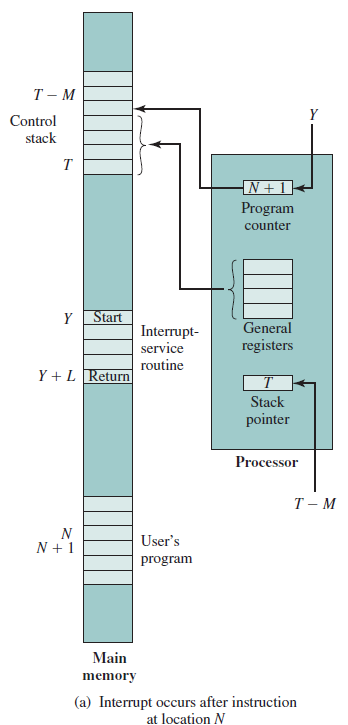 T − M
Control
stack
T
Y
N + 1
Program
counter
Y
Start
Interrupt-
service
routine
General
registers
Y + L
Return
T
Stack
pointer
Processor
T − M
N
N + 1
User's
program
Main
memory
(a) Interrupt occurs after instruction
at location N